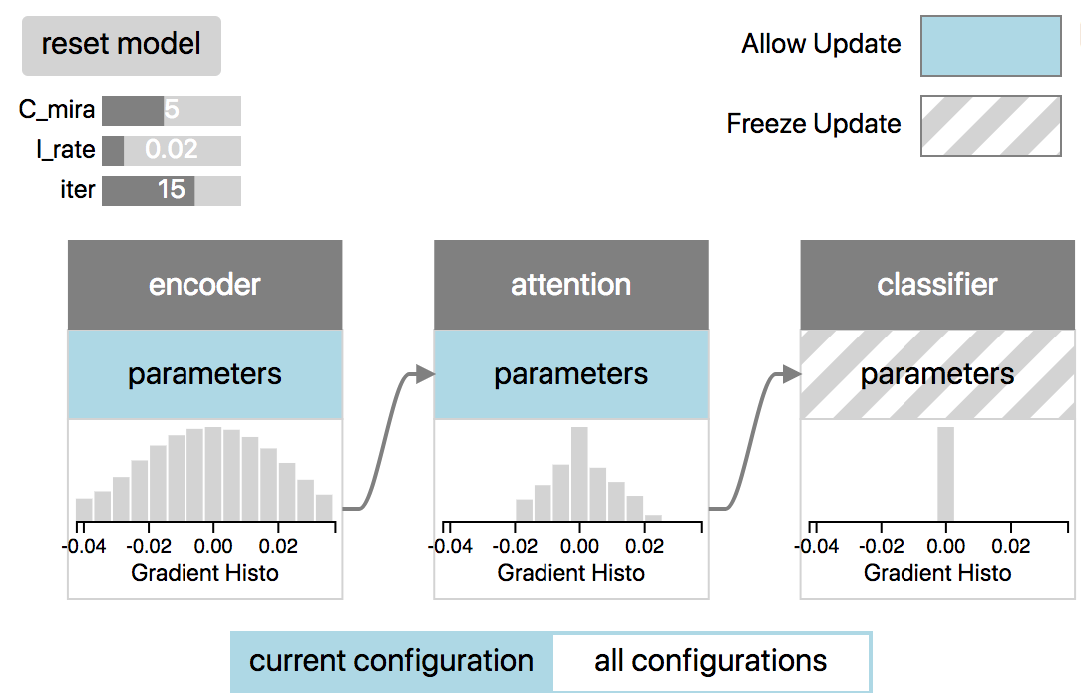 reset model
Allow Update
C_mira 5
l_rate 0.02
Freeze Update
iter 15
encoder
attention
classifier
parameters
parameters
parameters
-0.04 -0.02 0.00 0.02
Gradient Histo
-0.04 -0.02 0.00 0.02
Gradient Histo
-0.04 -0.02 0.00 0.02
Gradient Histo
current configuration
all configurations